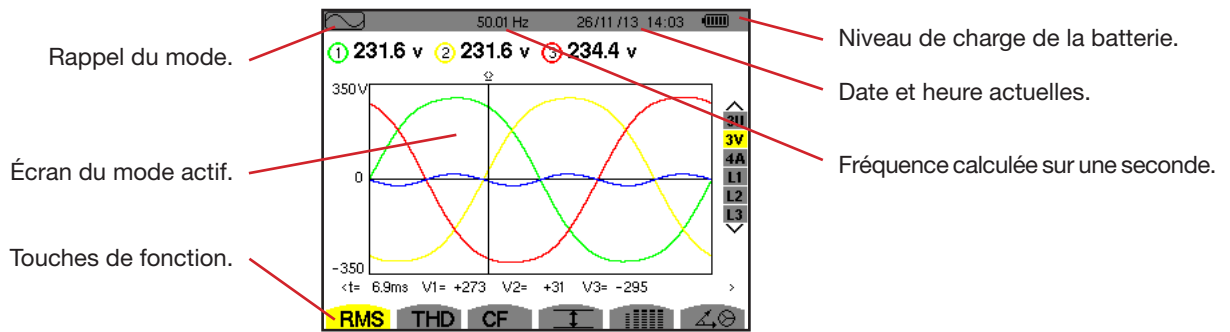 50.01 Hz 26/11/13 14:03
Niveau de charge de la batterie.
Rappel du mode.
1 231.6 v 2 231.6 v 3 234.4 v
Date et heure actuelles.
350 V
3U
3V
4A
L1
L2
L3
Écran du mode actif.
0
Fréquence calculée sur une seconde.
Touches de fonction.
-350
<t= 6.9ms V1= +273 V2= +31 V3= -295 >
RMS THD CF